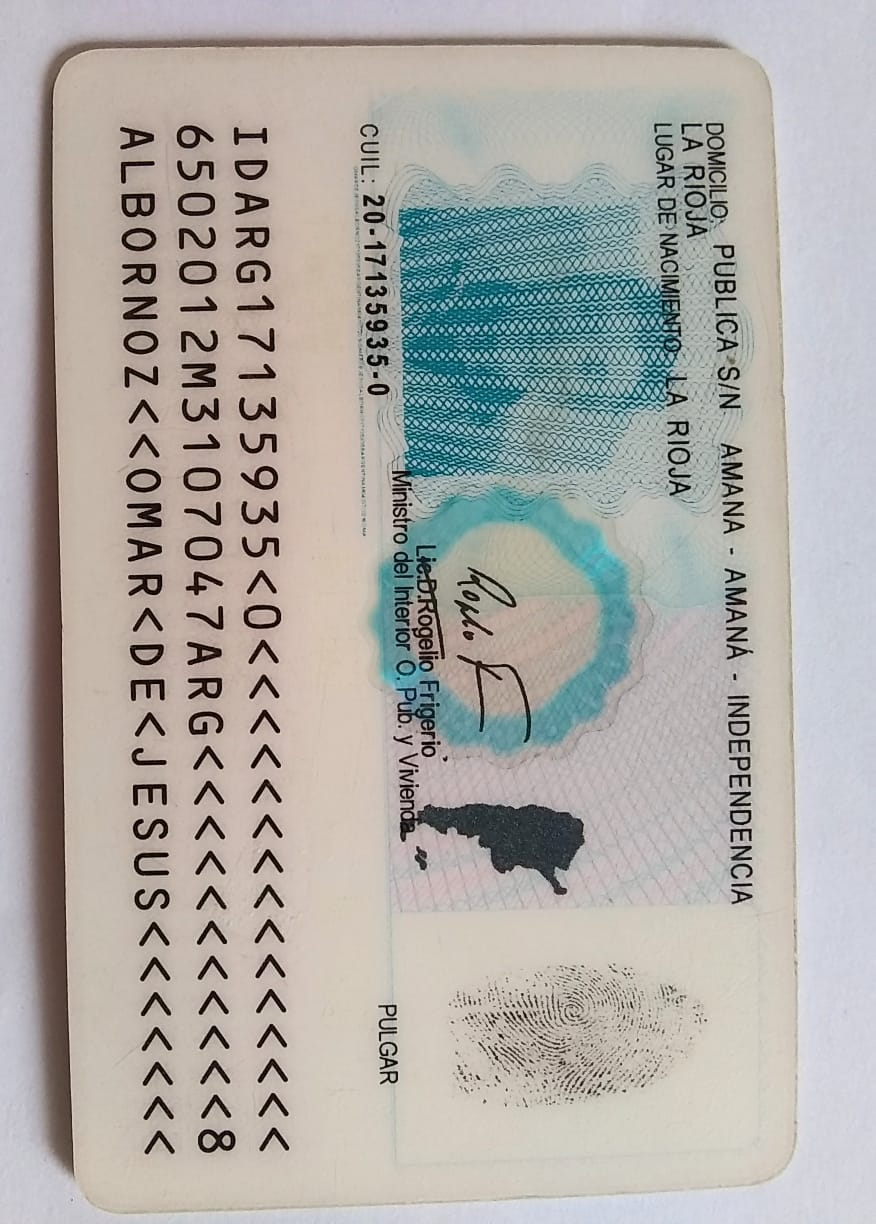 DOMICILIO: PUBLICA S/N AMANA - AMANÁ - INDEPENDENCIA
LA RIOJA
LUGAR DE NACIMIENTO: LA RIOJA
CUIL: 20-17135935-0
Lic.D.Rogelio Frigerio
Ministro del Interior O. Pub. y Vivienda
PULGAR
IDARG17135935<0<<<<<<<<<<<<<<<
6502012M3107047ARG<<<<<<<<<<<8
ALBORNOZ<<OMAR<DE<JESUS<<<<<<<